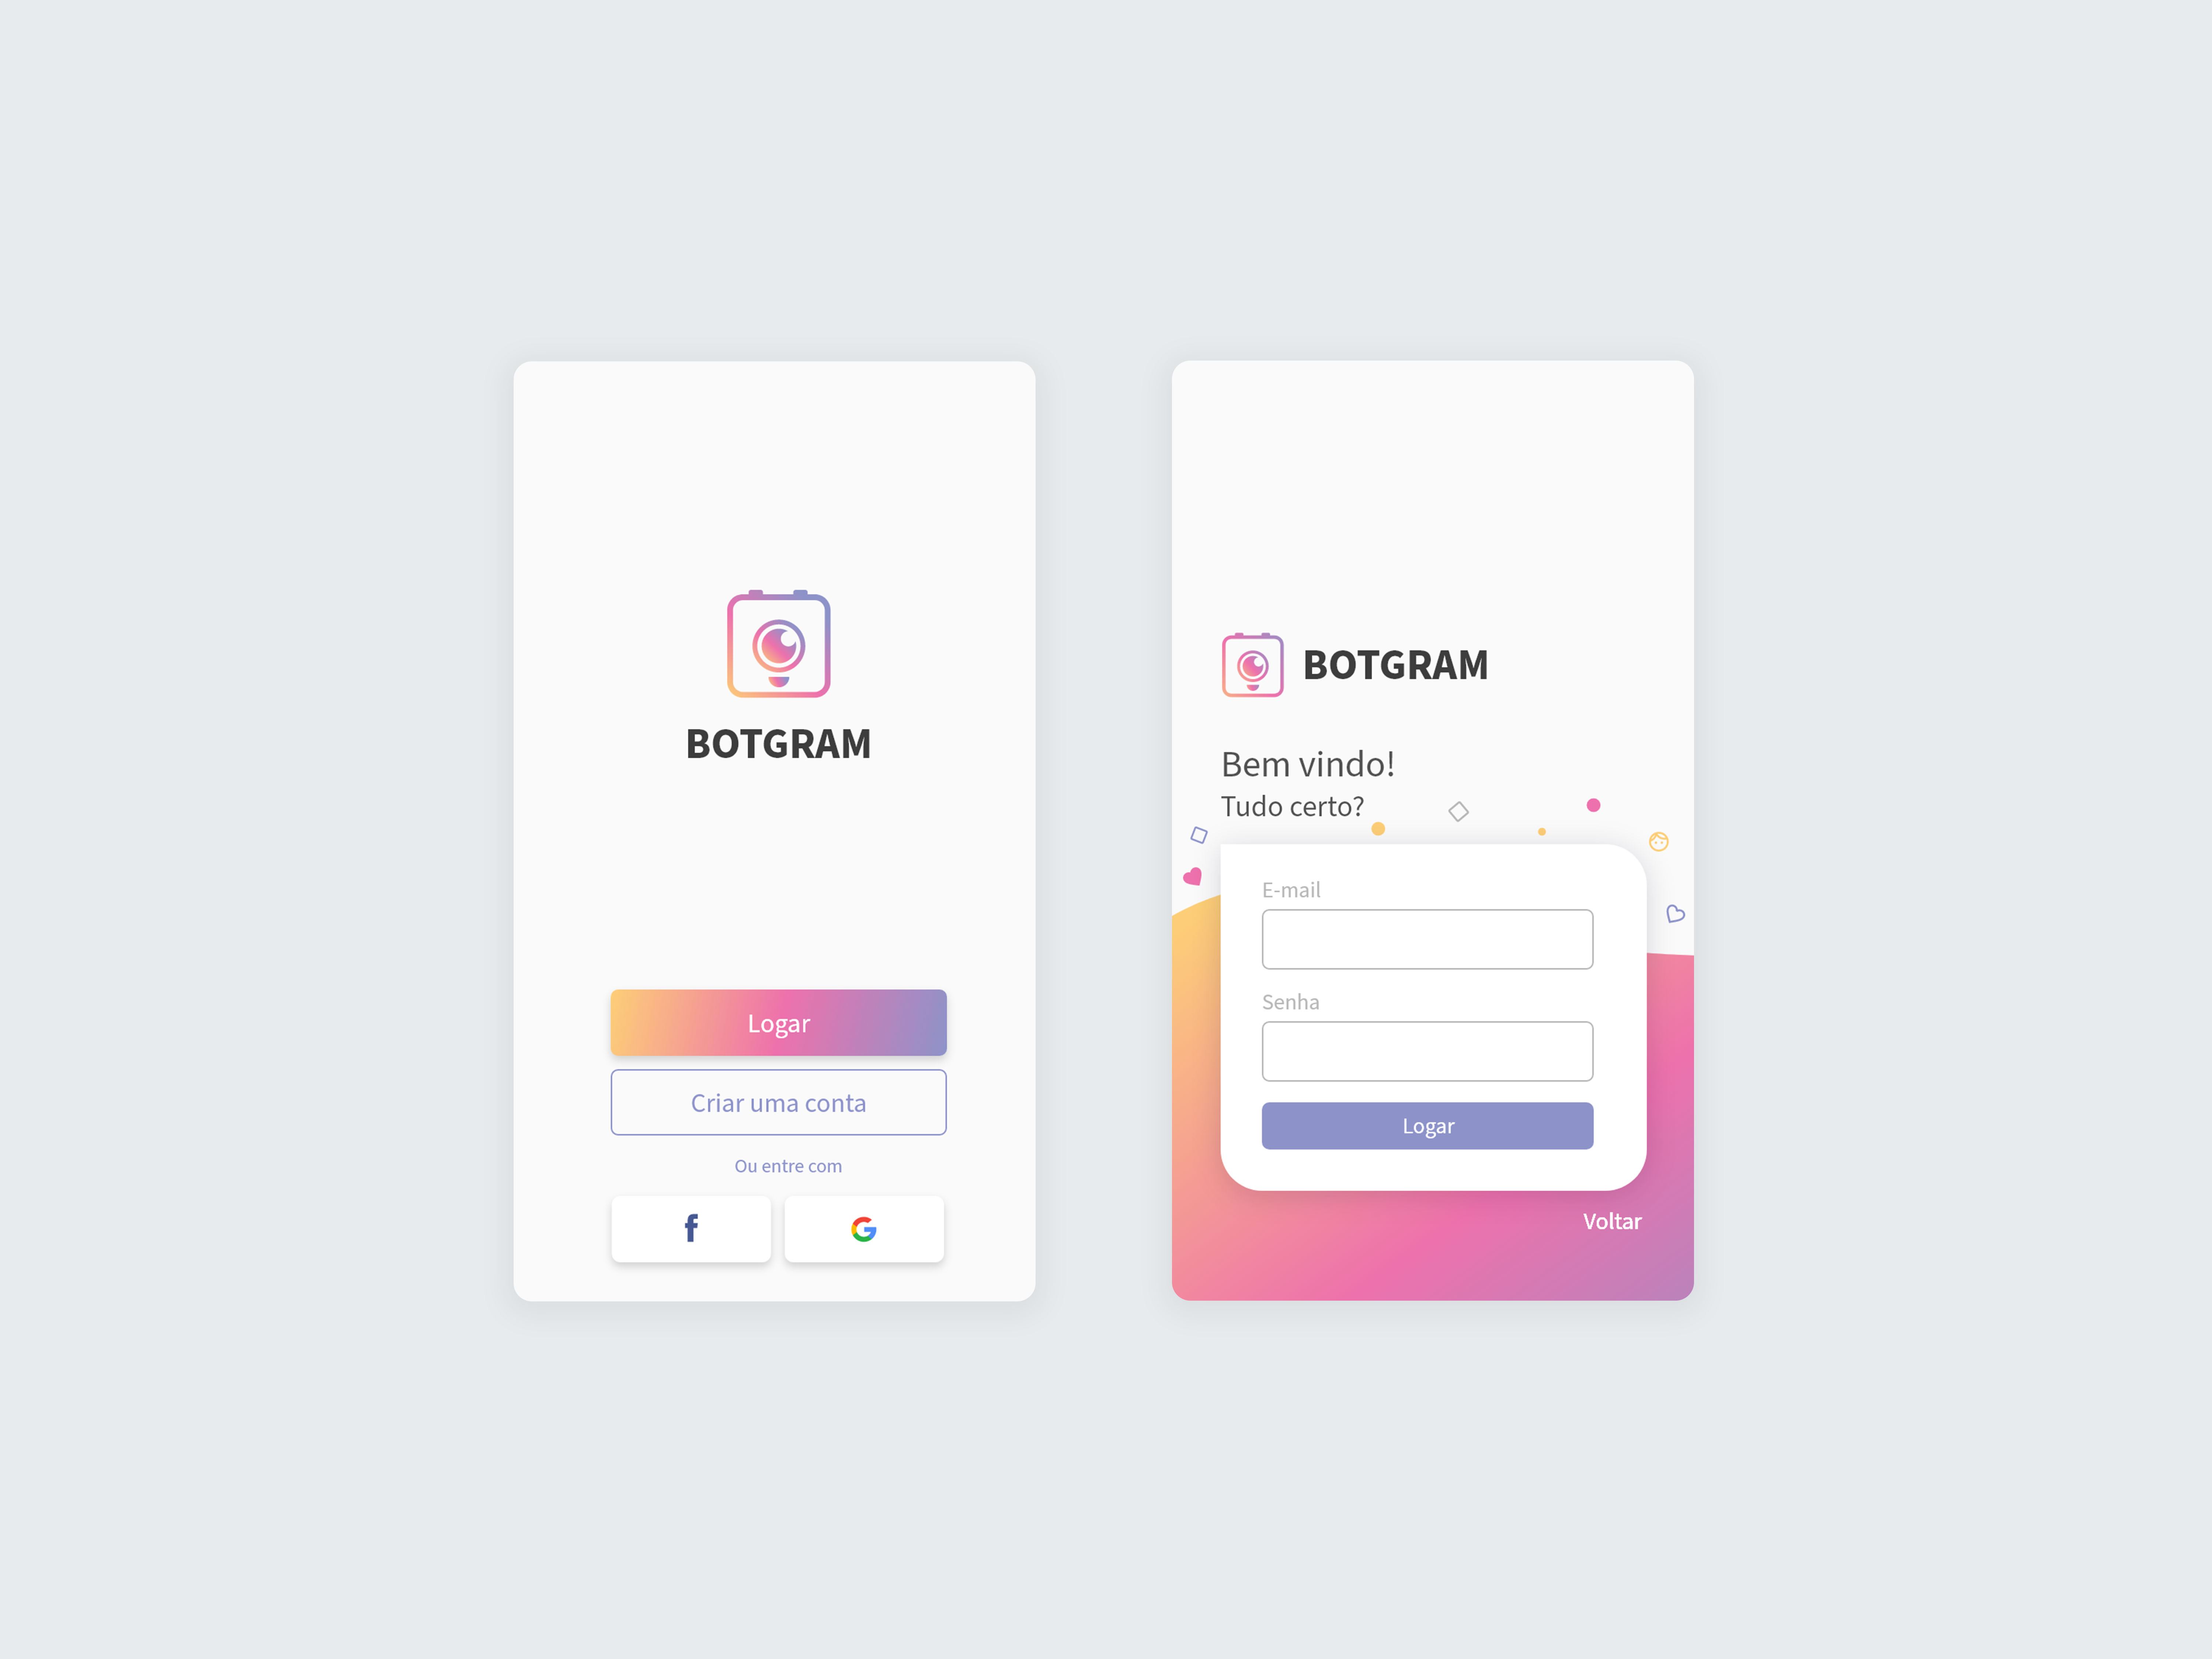 BOTGRAM
Logar
Criar uma conta
Ou entre com
BOTGRAM
Bem vindo!
Tudo certo?
E-mail
Senha
Logar
Voltar